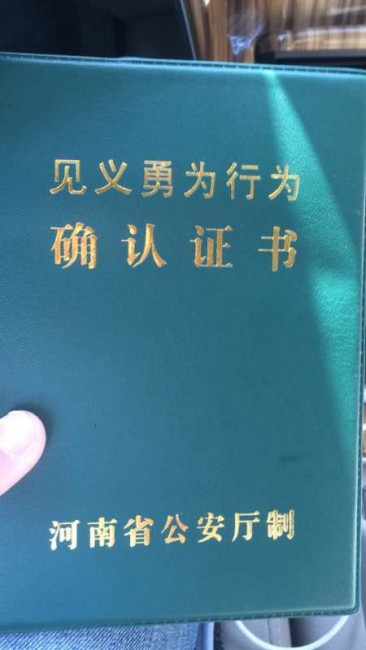 见义勇为行为
确认证书
河南省公安厅制